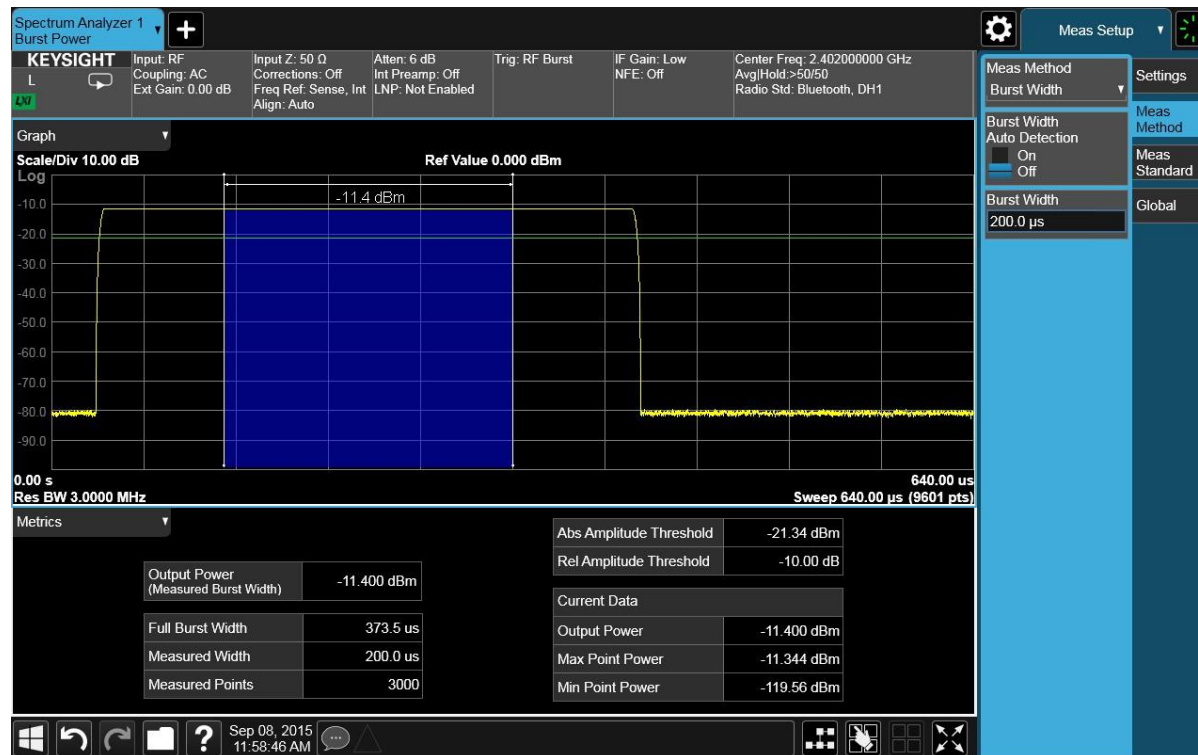 Spectrum Analyzer 1
Burst Power
Meas Setup
KEYSIGHT
L
LXI
Input: RF
Coupling: AC
Ext Gain: 0.00 dB
Input Z: 50 Ω
Corrections: Off
Freq Ref: Sense, Int
Align: Auto
Atten: 6 dB
Int Preamp: Off
LNP: Not Enabled
Trig: RF Burst
IF Gain: Low
NFE: Off
Center Freq: 2.402000000 GHz
Avg|Hold:>50/50
Radio Std: Bluetooth, DH1
Meas Method
Burst Width
Burst Width
Auto Detection
On
Off
Burst Width
200.0 µs
Settings
Meas
Method
Meas
Standard
Global
Graph
Scale/Div 10.00 dB
Ref Value 0.000 dBm
Log
-11.4 dBm
-10.0
-20.0
-30.0
-40.0
-50.0
-60.0
-70.0
-80.0
-90.0
0.00 s
640.00 us
Res BW 3.0000 MHz
Sweep 640.00 µs (9601 pts)
Metrics
Output Power
(Measured Burst Width)
-11.400 dBm
Full Burst Width 373.5 us
Measured Width 200.0 us
Measured Points 3000
Abs Amplitude Threshold -21.34 dBm
Rel Amplitude Threshold -10.00 dB
Current Data
Output Power -11.400 dBm
Max Point Power -11.344 dBm
Min Point Power -119.56 dBm
?
Sep 08, 2015
11:58:46 AM